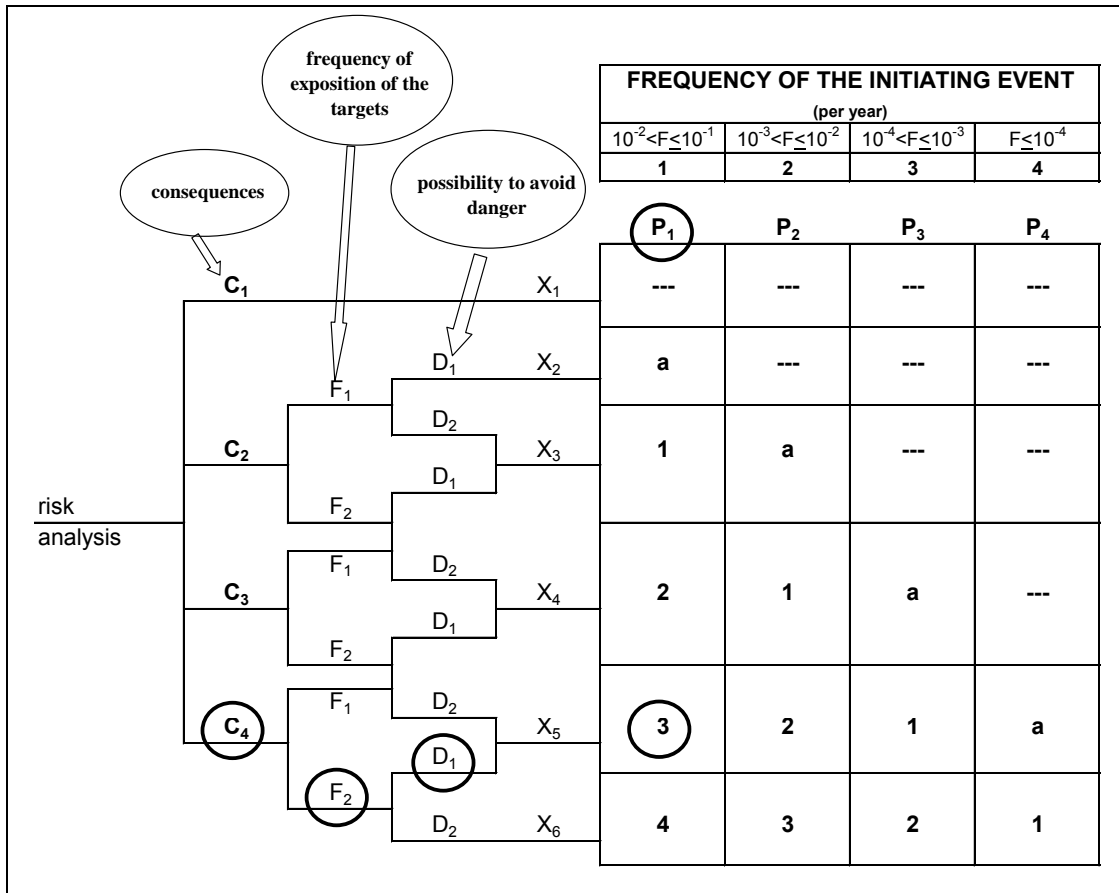 frequency of
exposition of the
targets
consequences
possibility to avoid
danger
FREQUENCY OF THE INITIATING EVENT
(per year)
10⁻²<F≤10⁻¹ 10⁻³<F≤10⁻² 10⁻⁴<F≤10⁻³ F≤10⁻⁴
1 2 3 4
P₁ P₂ P₃ P₄
C₁ X₁ --- --- --- ---
F₁ D₁ X₂ a --- --- ---
D₂
C₂ D₁ X₃ 1 a --- ---
F₂
risk
analysis
F₁ D₂
C₃ X₄ 2 1 a ---
D₁
F₂
F₁ D₂
C₄ X₅ 3 2 1 a
D₁
F₂
D₂ X₆ 4 3 2 1